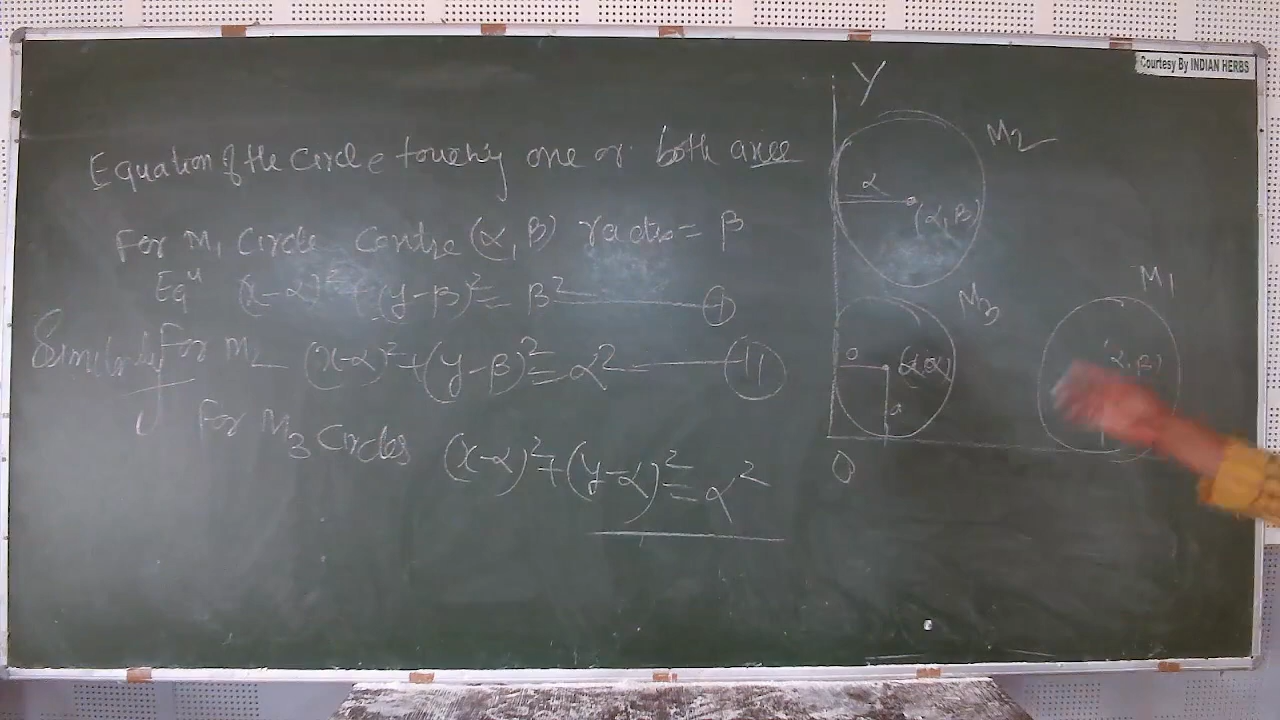 Courtesy By INDIAN HERBS
Equation of the Circle touching one or both axes
For M1 Circle Centre (α, β) radius = β
Eqn (x-α)² + (y-β)² = β² — I
Similarly For M2 (x-α)² + (y-β)² = α² — II
For M3 Circles (x-α)² + (y-α)² = α²
Y
M2
α
(α, β)
M1
M3
(α, α)
α, β)
a
O